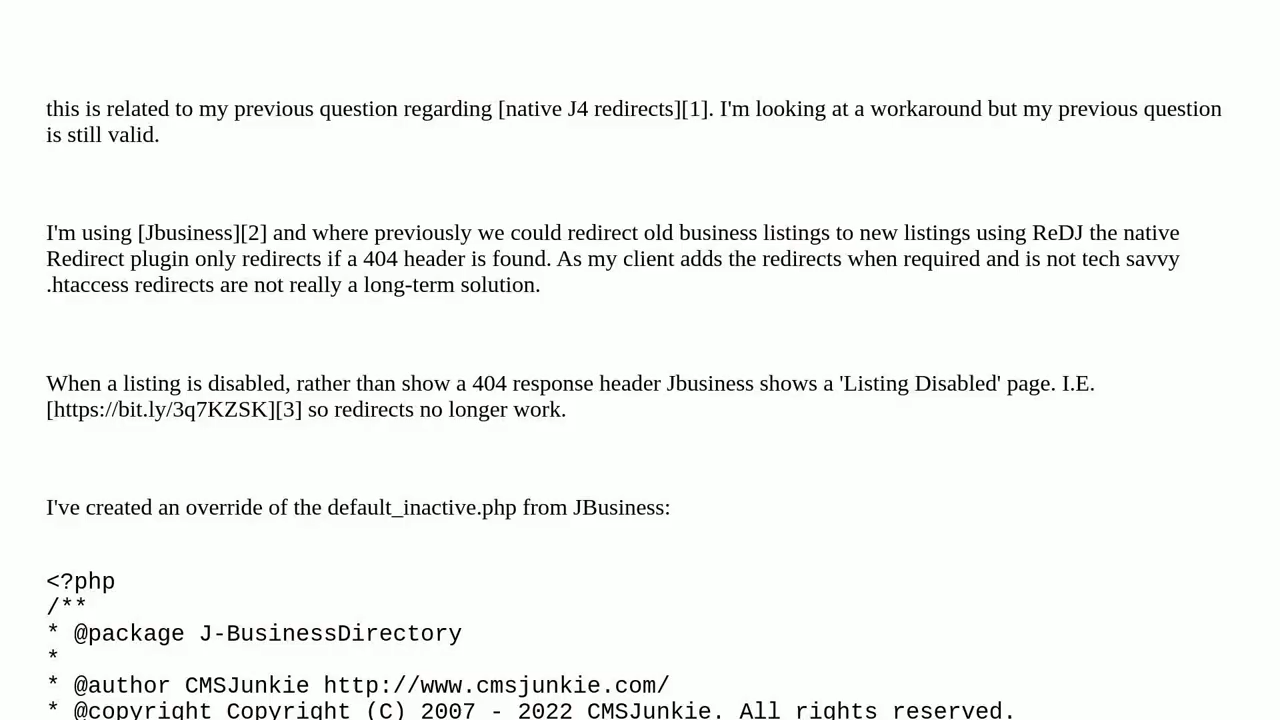 this is related to my previous question regarding [native J4 redirects][1]. I'm looking at a workaround but my previous question
is still valid.
I'm using [Jbusiness][2] and where previously we could redirect old business listings to new listings using ReDJ the native
Redirect plugin only redirects if a 404 header is found. As my client adds the redirects when required and is not tech savvy
.htaccess redirects are not really a long-term solution.
When a listing is disabled, rather than show a 404 response header Jbusiness shows a 'Listing Disabled' page. I.E.
[https://bit.ly/3q7KZSK][3] so redirects no longer work.
I've created an override of the default_inactive.php from JBusiness:
<?php
/**
* @package J-BusinessDirectory
*
* @author CMSJunkie http://www.cmsjunkie.com/
* @copyright Copyright (C) 2007 - 2022 CMSJunkie. All rights reserved.